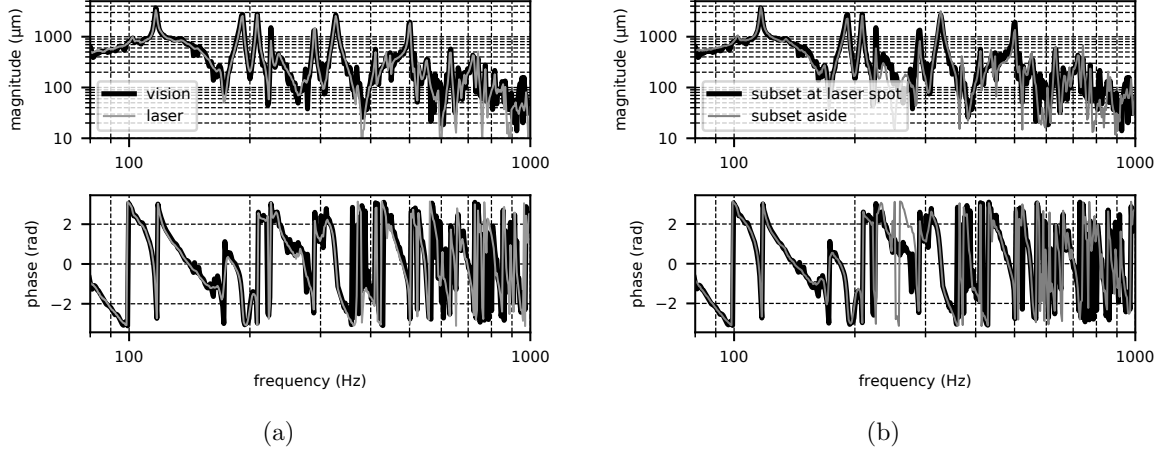 magnitude (µm)
1000
100
10
vision
laser
100
1000
phase (rad)
2
0
−2
100
1000
frequency (Hz)
(a)
magnitude (µm)
1000
100
10
subset at laser spot
subset aside
100
1000
phase (rad)
2
0
−2
100
1000
frequency (Hz)
(b)